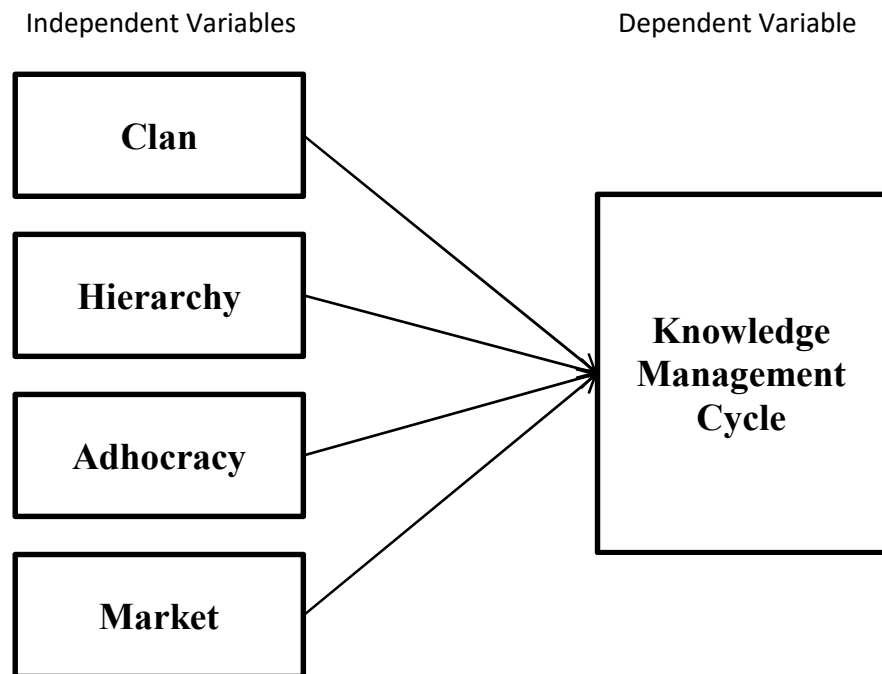 Independent Variables
Dependent Variable
Clan
Hierarchy
Adhocracy
Market
Knowledge
Management
Cycle